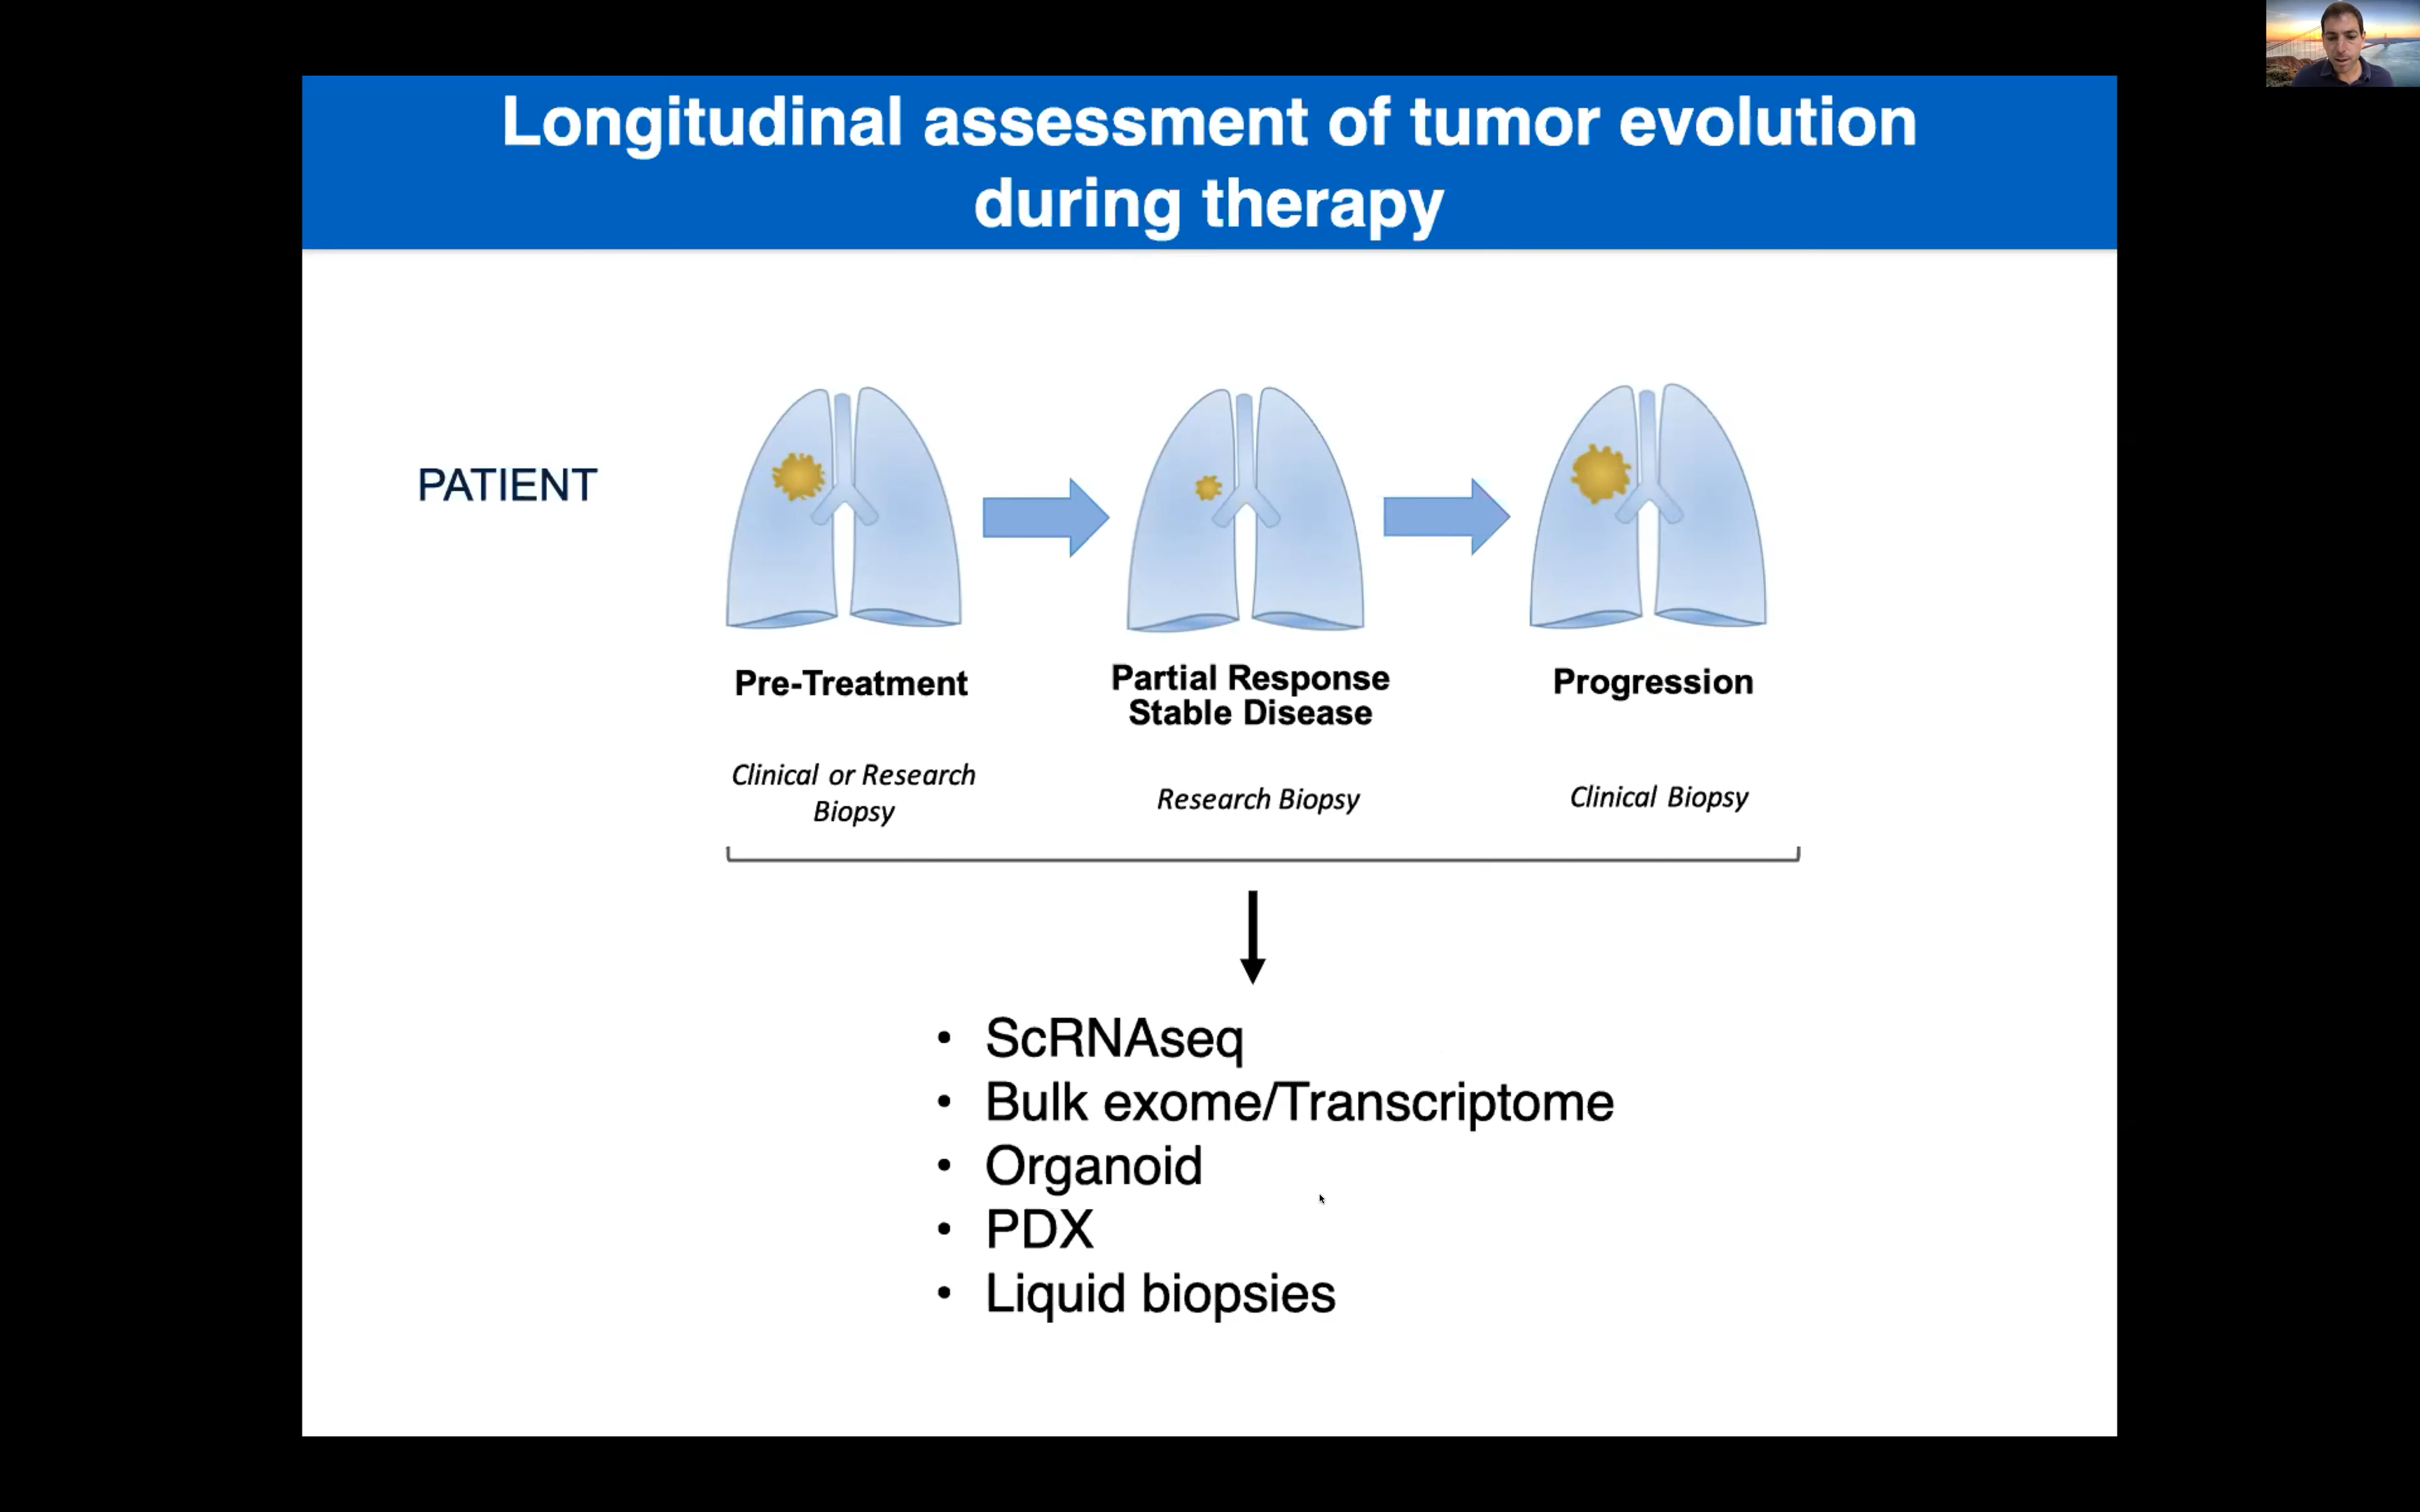 Longitudinal assessment of tumor evolution
during therapy
PATIENT
Pre-Treatment
Partial Response
Stable Disease
Progression
Clinical or Research
Biopsy
Research Biopsy
Clinical Biopsy
• ScRNAseq
• Bulk exome/Transcriptome
• Organoid
• PDX
• Liquid biopsies